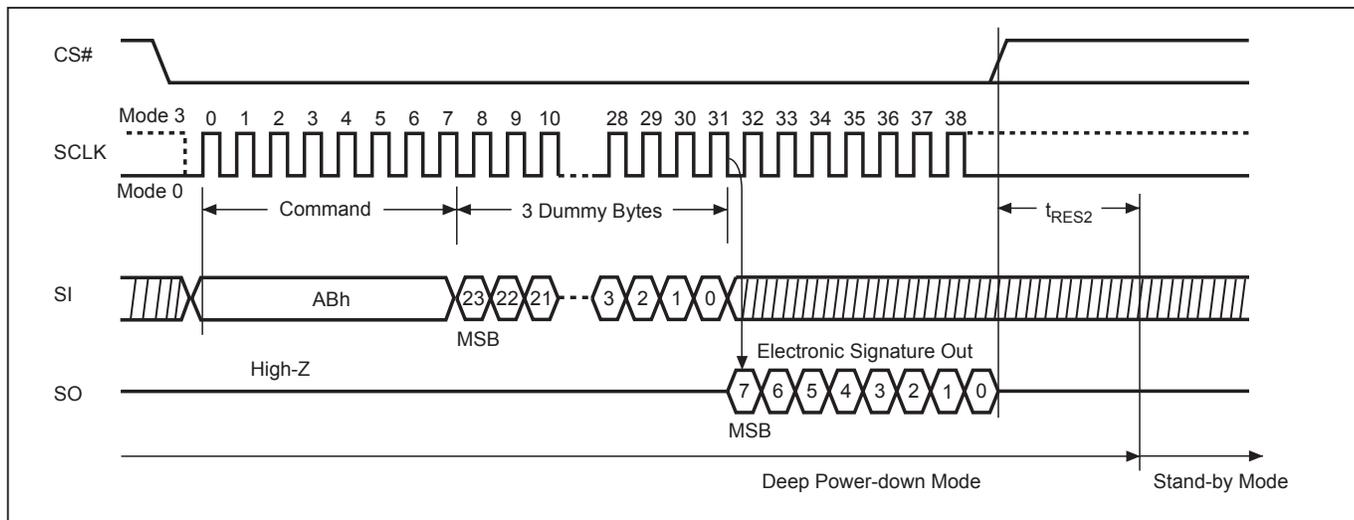 CS#
Mode 3 0 1 2 3 4 5 6 7 8 9 10 28 29 30 31 32 33 34 35 36 37 38
SCLK
Mode 0
Command 3 Dummy Bytes tRES2
SI ABh 23 22 21 3 2 1 0
MSB
Electronic Signature Out
High-Z
SO 7 6 5 4 3 2 1 0
MSB
Deep Power-down Mode Stand-by Mode